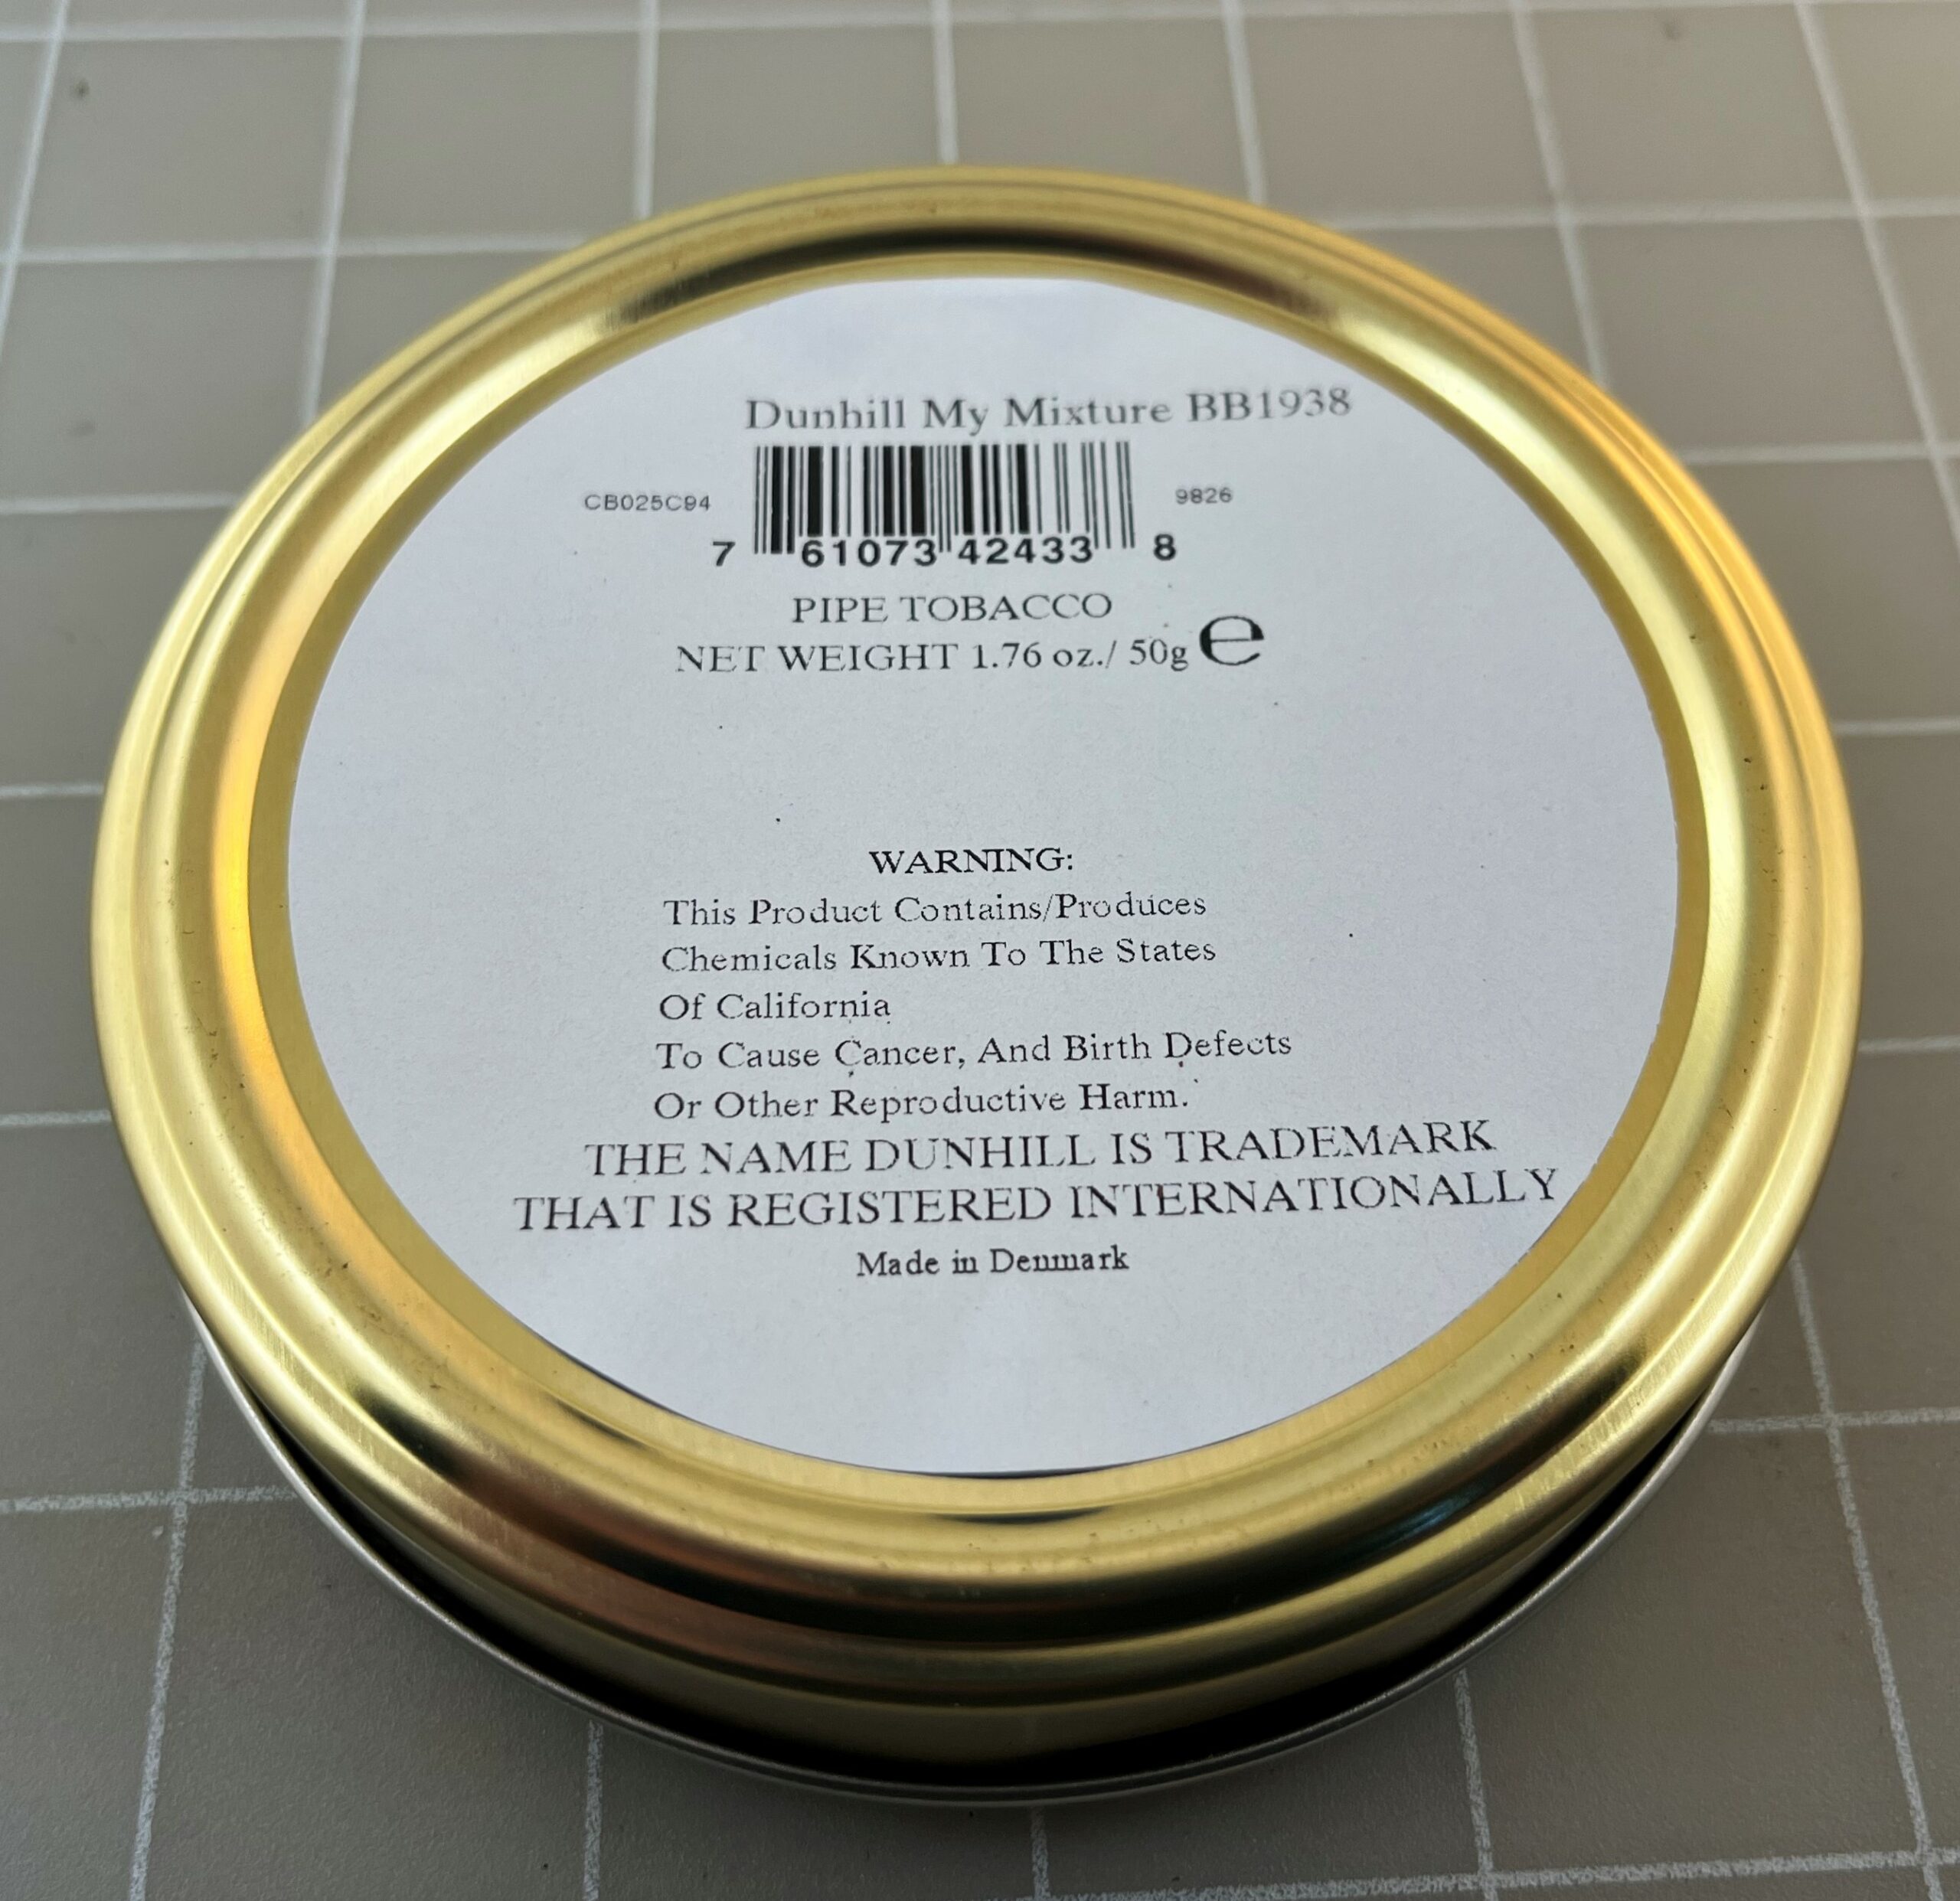 Dunhill My Mixture BB1938
CB025C94 9826
7 61073 42433 8
PIPE TOBACCO
NET WEIGHT 1.76 oz./ 50g e
WARNING:
This Product Contains/Produces
Chemicals Known To The States
Of California
To Cause Cancer, And Birth Defects
Or Other Reproductive Harm.
THE NAME DUNHILL IS TRADEMARK
THAT IS REGISTERED INTERNATIONALLY
Made in Denmark